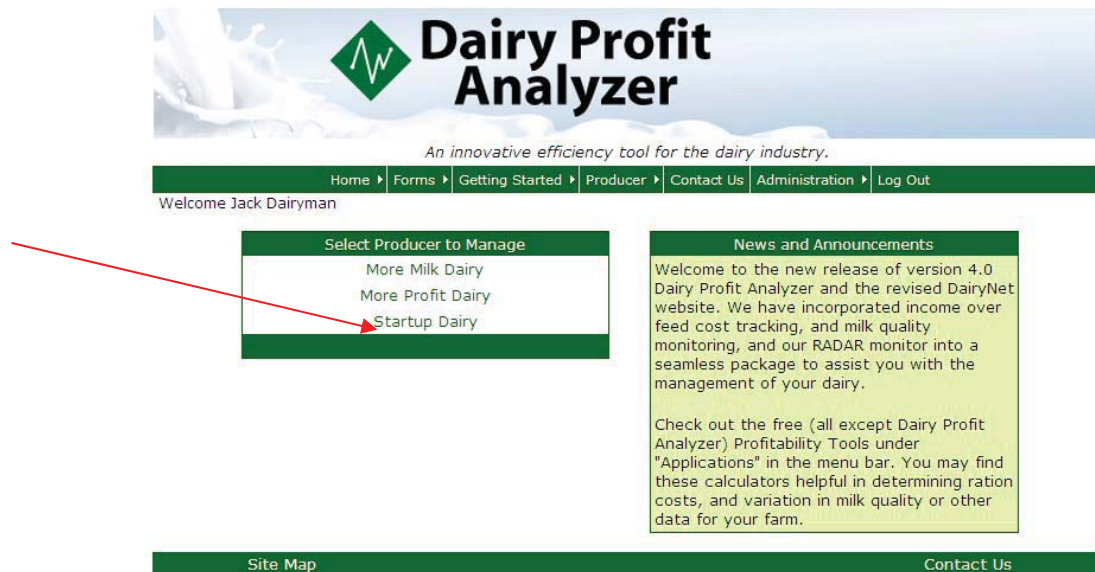 Dairy Profit
Analyzer
An innovative efficiency tool for the dairy industry.
Home Forms Getting Started Producer Contact Us Administration Log Out
Welcome Jack Dairyman
Select Producer to Manage
More Milk Dairy
More Profit Dairy
Startup Dairy
News and Announcements
Welcome to the new release of version 4.0
Dairy Profit Analyzer and the revised DairyNet
website. We have incorporated income over
feed cost tracking, and milk quality
monitoring, and our RADAR monitor into a
seamless package to assist you with the
management of your dairy.
Check out the free (all except Dairy Profit
Analyzer) Profitability Tools under
"Applications" in the menu bar. You may find
these calculators helpful in determining ration
costs, and variation in milk quality or other
data for your farm.
Site Map Contact Us